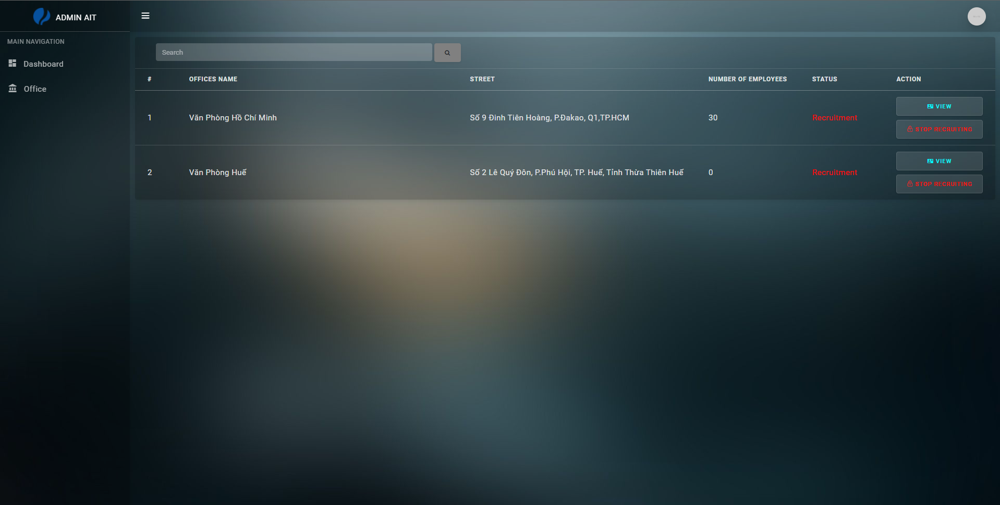 ADMIN AIT
MAIN NAVIGATION
Dashboard
Office
Search
# OFFICES NAME STREET NUMBER OF EMPLOYEES STATUS ACTION
1 Văn Phòng Hồ Chí Minh Số 9 Đinh Tiên Hoàng, P.Đakao, Q1,TP.HCM 30 Recruitment VIEW
STOP RECRUITING
2 Văn Phòng Huế Số 2 Lê Quý Đôn, P.Phú Hội, TP. Huế, Tỉnh Thừa Thiên Huế 0 Recruitment VIEW
STOP RECRUITING